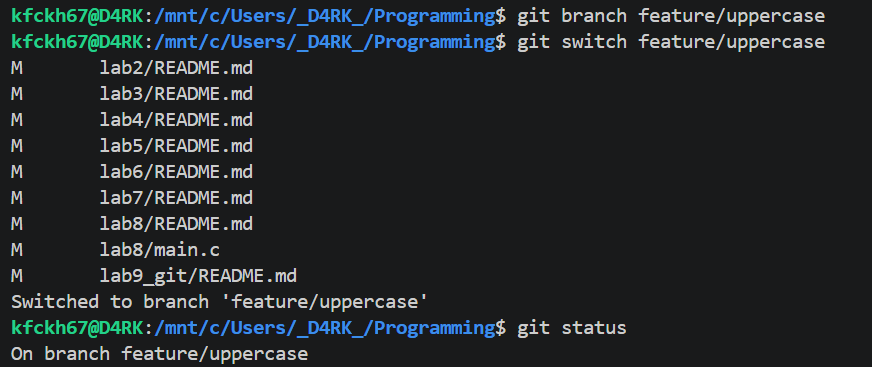 kfckh67@D4RK:/mnt/c/Users/_D4RK_/Programming$ git branch feature/uppercase
kfckh67@D4RK:/mnt/c/Users/_D4RK_/Programming$ git switch feature/uppercase
M       lab2/README.md
M       lab3/README.md
M       lab4/README.md
M       lab5/README.md
M       lab6/README.md
M       lab7/README.md
M       lab8/README.md
M       lab8/main.c
M       lab9_git/README.md
Switched to branch 'feature/uppercase'
kfckh67@D4RK:/mnt/c/Users/_D4RK_/Programming$ git status
On branch feature/uppercase